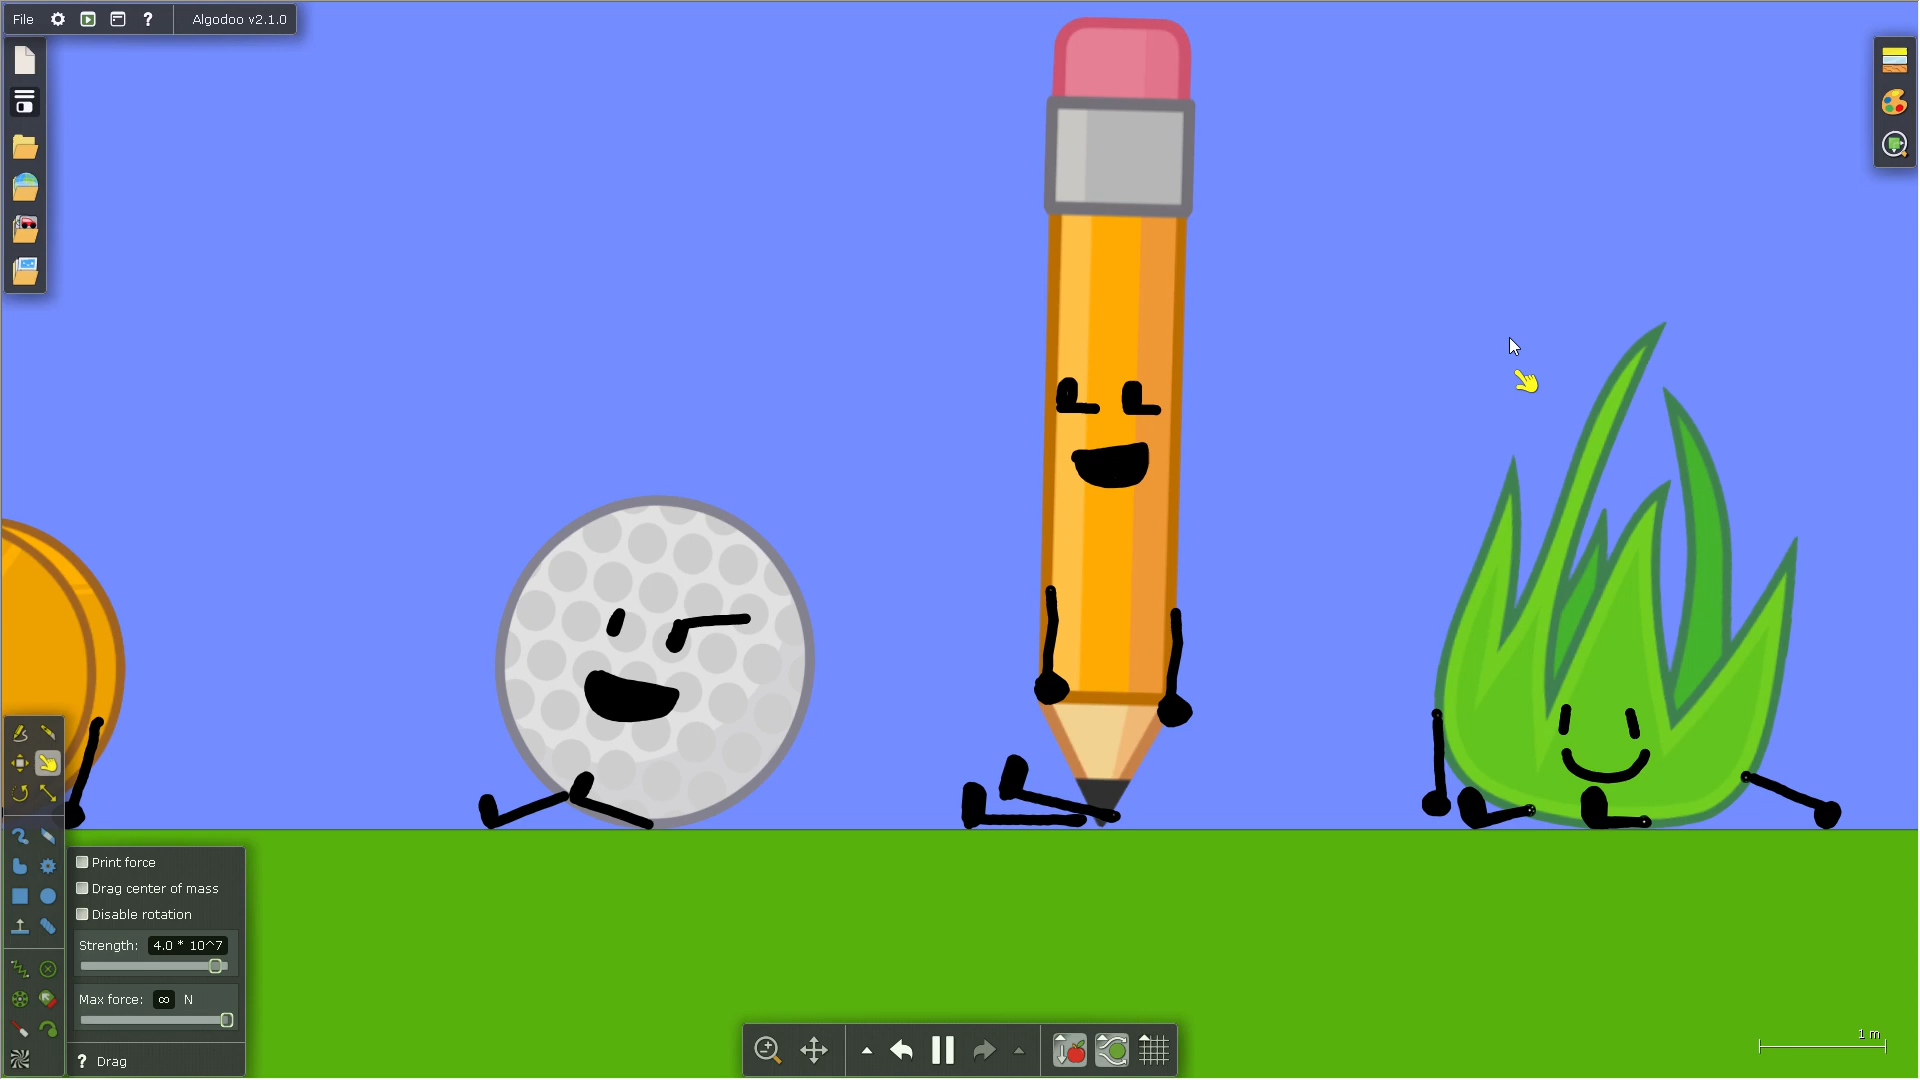 File ? Algodoo v2.1.0
Print force
Drag center of mass
Disable rotation
Strength: 4.0 * 10^7
Max force: ∞ N
? Drag
1 m